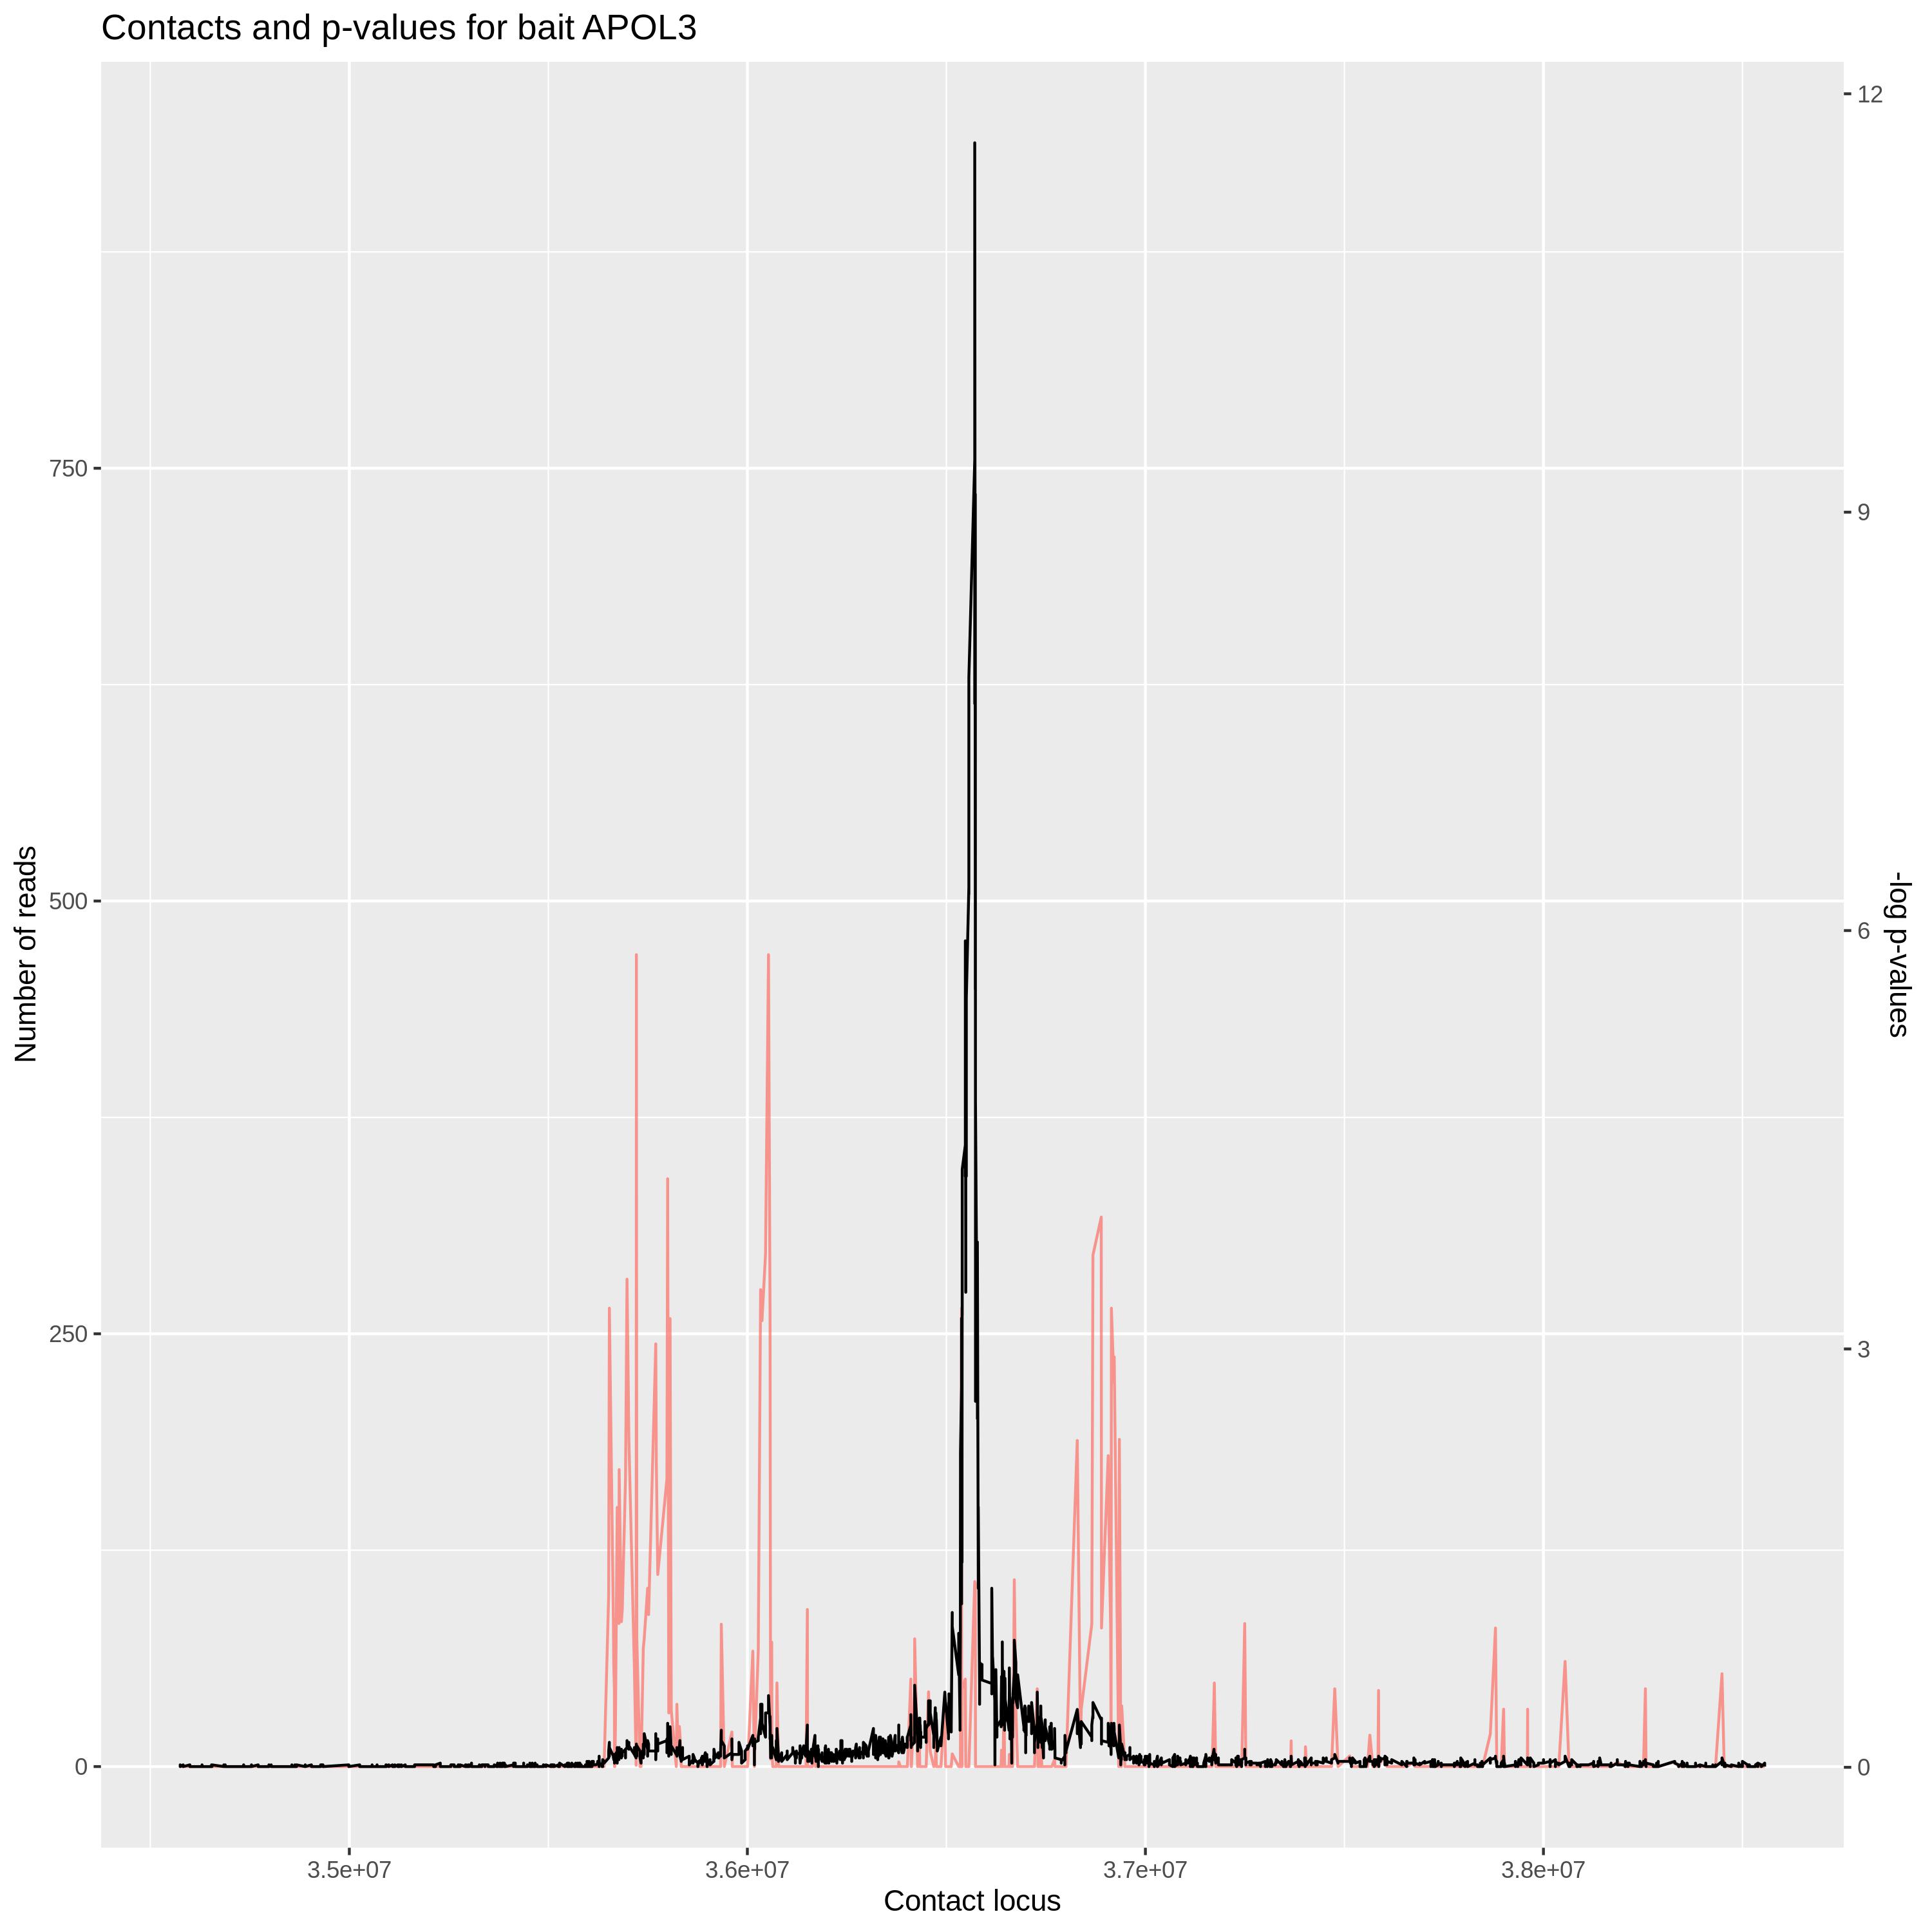 Contacts and p-values for bait APOL3
12
750
9
Number of reads
500
6
-log p-values
250
3
0
0
3.5e+07
3.6e+07
3.7e+07
3.8e+07
Contact locus